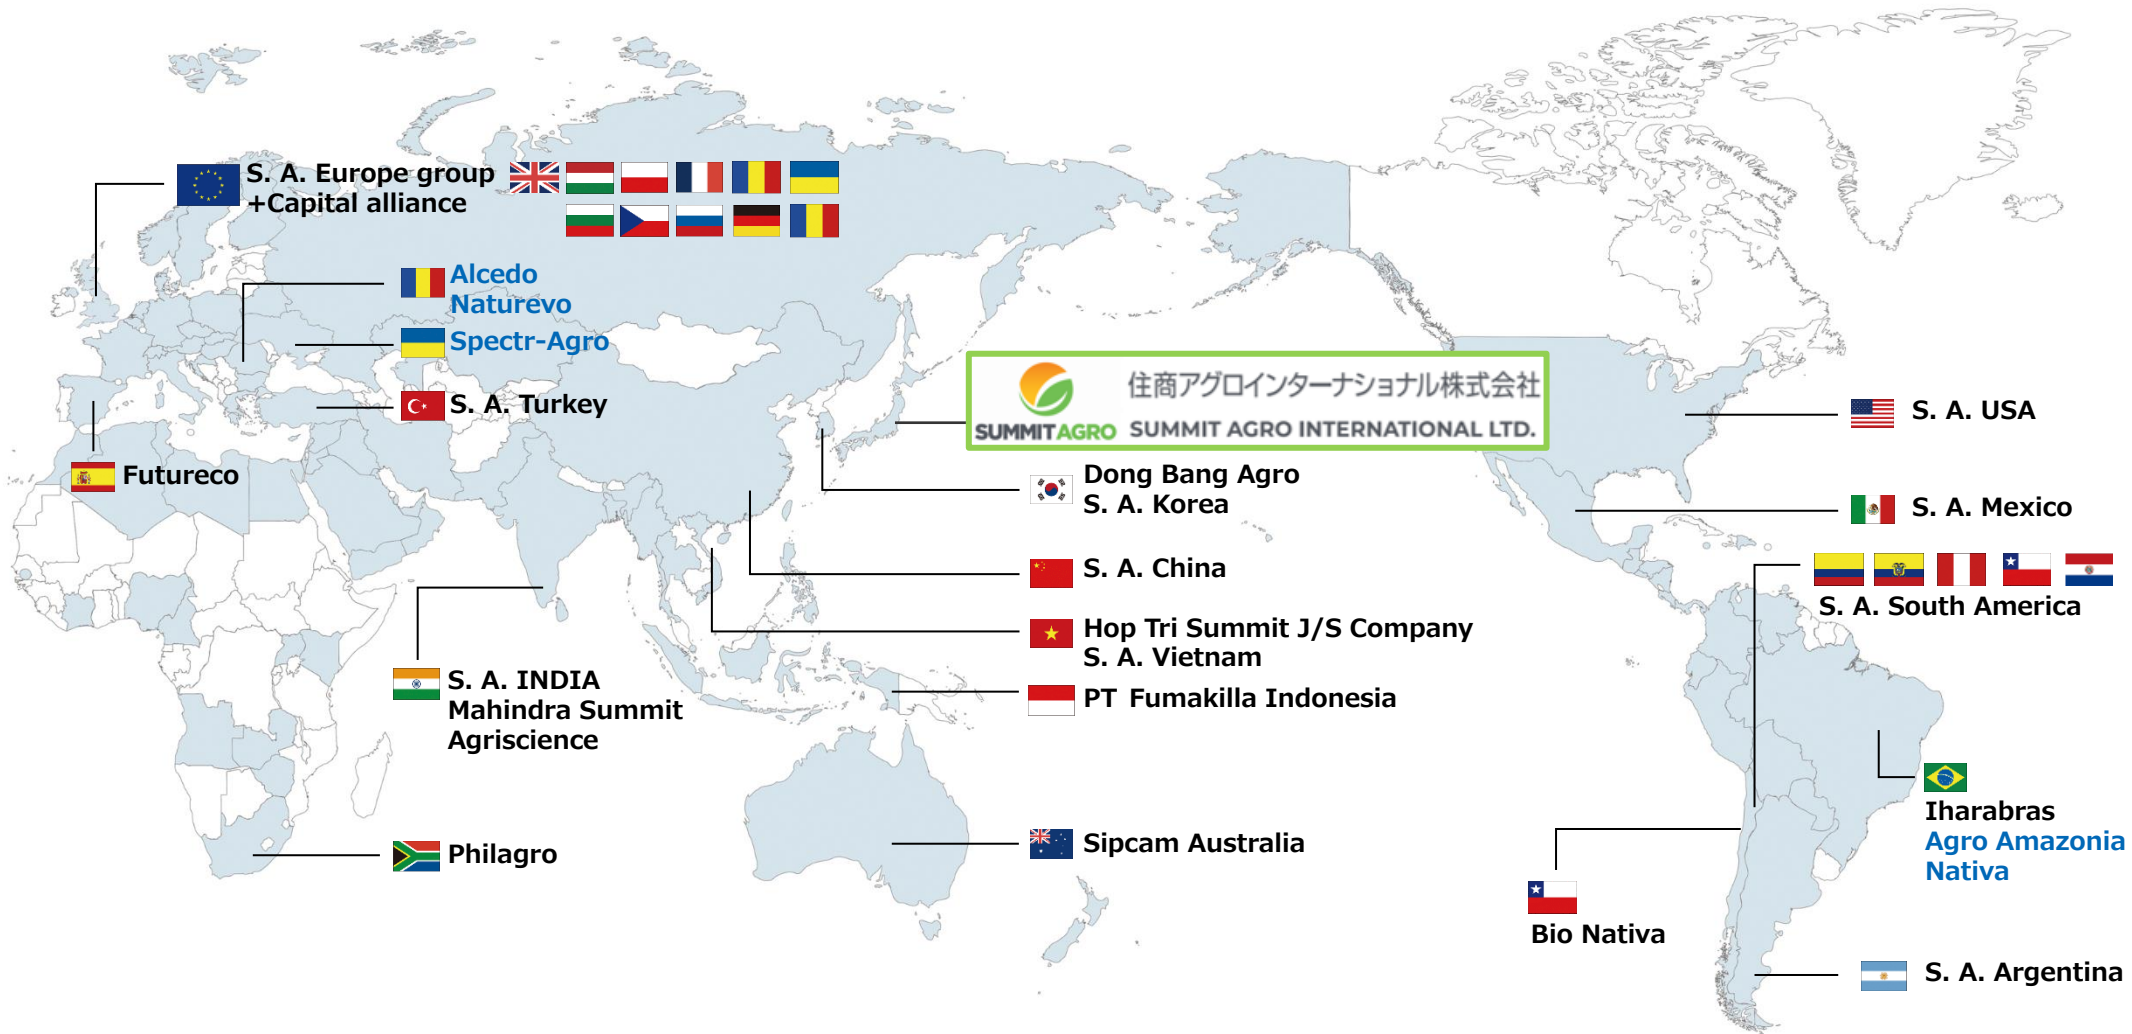 S. A. Europe group
+Capital alliance
Alcedo
Naturevo
Spectr-Agro
S. A. Turkey
Futureco
住商アグロインターナショナル株式会社
SUMMIT AGRO
SUMMIT AGRO INTERNATIONAL LTD.
S. A. USA
Dong Bang Agro
S. A. Korea
S. A. Mexico
S. A. China
S. A. South America
Hop Tri Summit J/S Company
S. A. Vietnam
S. A. INDIA
Mahindra Summit
Agriscience
PT Fumakilla Indonesia
Iharabras
Agro Amazonia
Nativa
Philagro
Sipcam Australia
Bio Nativa
S. A. Argentina